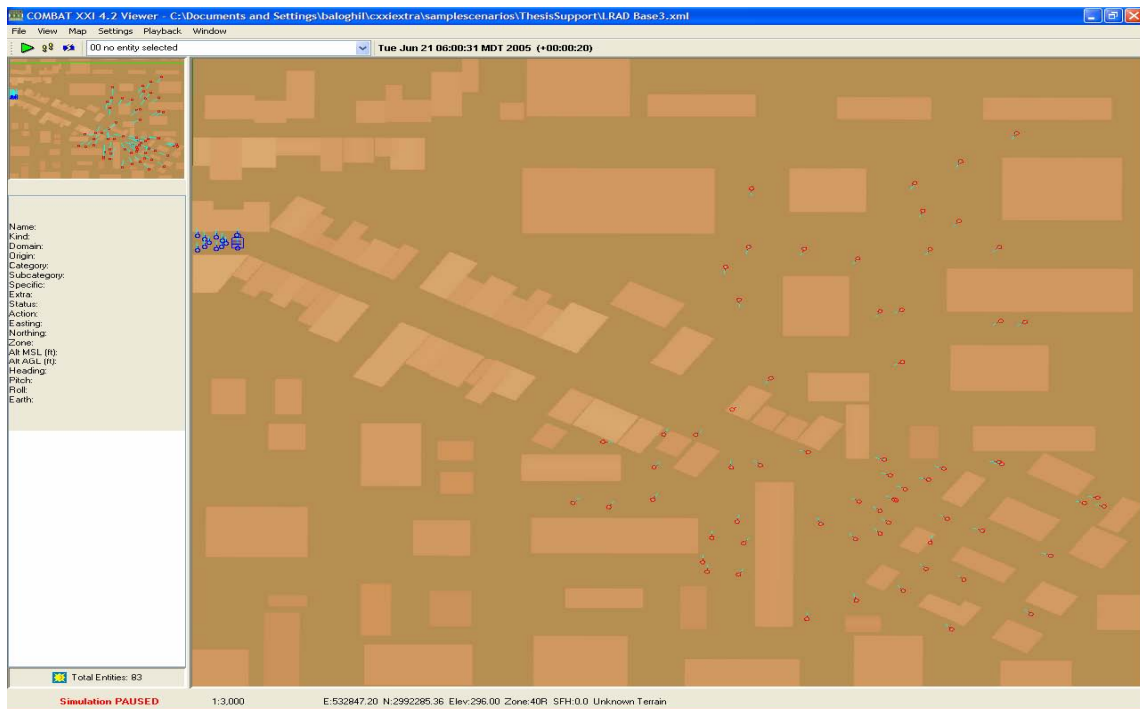 COMBAT XXI 4.2 Viewer - C:\Documents and Settings\baloghil\cxxiextra\samplescenarios\ThesisSupport\LRAD Base3.xml
File View Map Settings Playback Window
00 no entity selected Tue Jun 21 06:00:31 MDT 2005 (+00:00:20)
Name:
Kind:
Domain:
Origin:
Category:
Subcategory:
Specific:
Extra:
Status:
Action:
Easting:
Northing:
Zone:
Alt MSL (ft):
Alt AGL (ft):
Heading:
Pitch:
Roll:
Earth:
Total Entities: 83
Simulation PAUSED 1:3,000 E:532847.20 N:2992285.36 Elev:296.00 Zone:40R SFH:0.0 Unknown Terrain